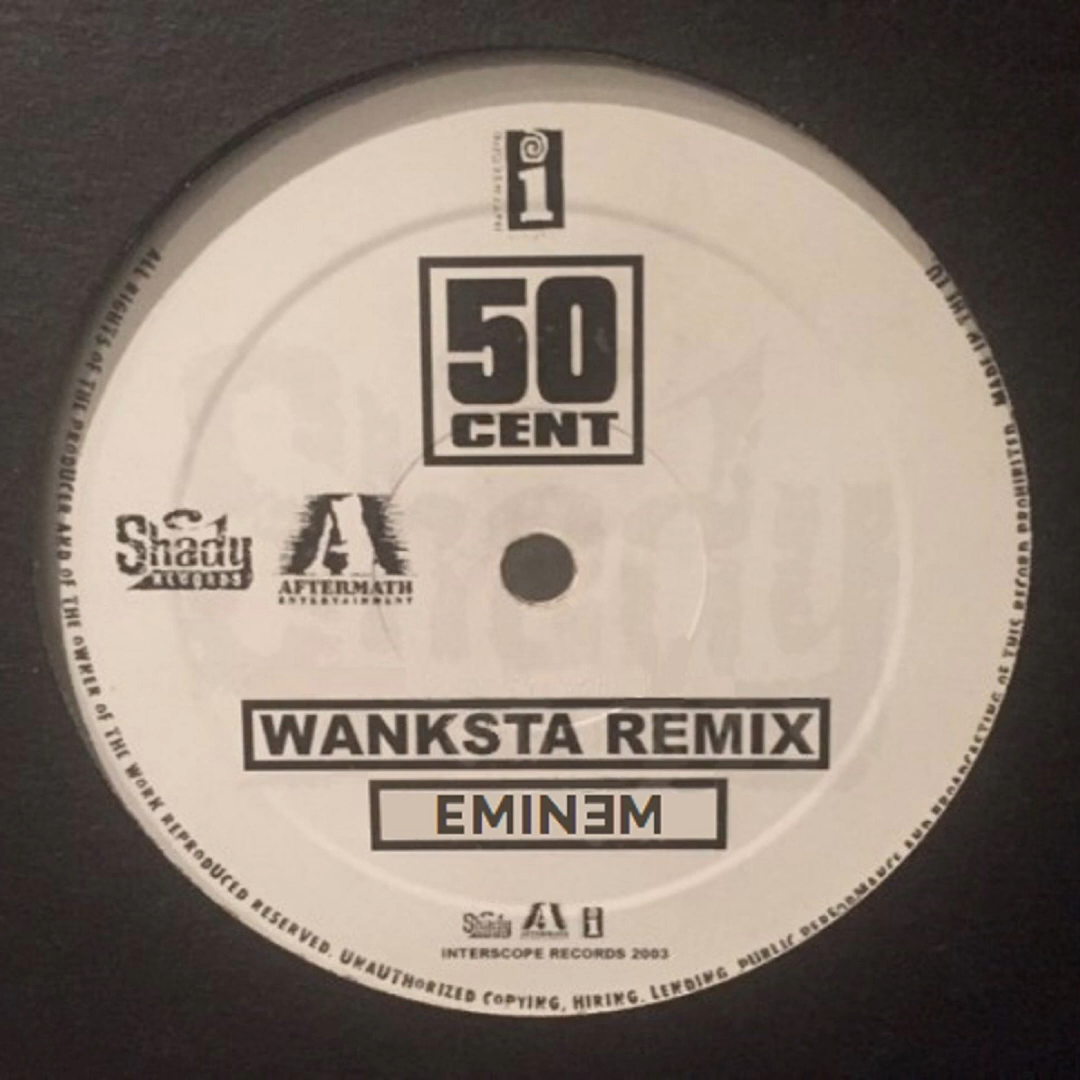 i
50
CENT
Shady
RECORDS
AFTERMATH
ENTERTAINMENT
WANKSTA REMIX
EMINƎM
Shady
AFTERMATH
i
INTERSCOPE RECORDS 2003
ALL RIGHTS OF THE PRODUCER AND OF THE OWNER OF THE WORK REPRODUCED RESERVED. UNAUTHORIZED COPYING, HIRING. LENDING PUBLIC PERFORMANCE AND BROADCASTING OF THIS RECORD PROHIBITED. MADE IN THE EU.